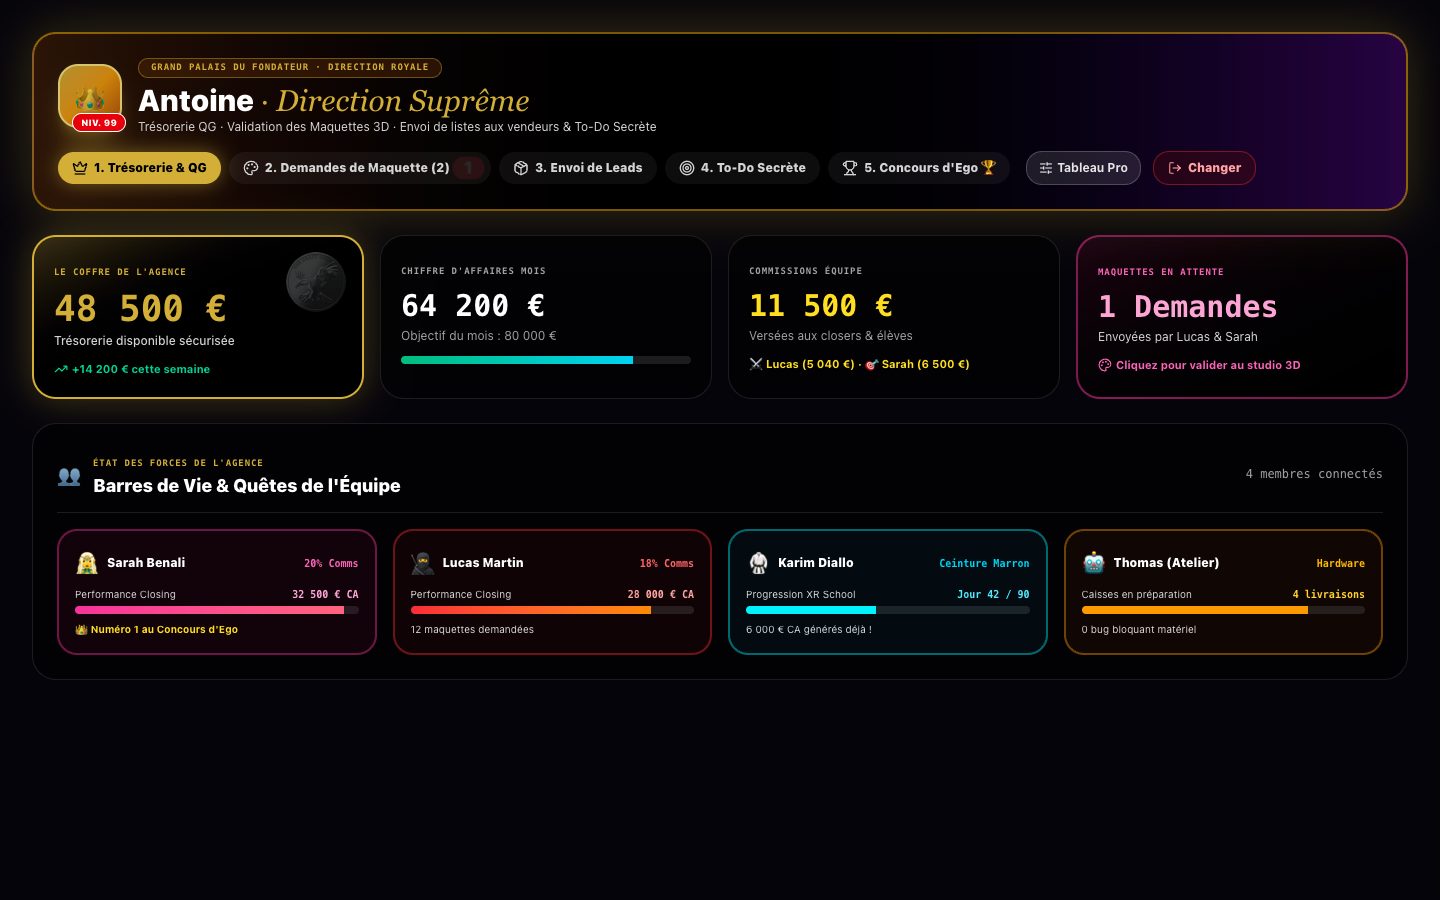 GRAND PALAIS DU FONDATEUR · DIRECTION ROYALE
Antoine · Direction Suprême
NIV. 99
Trésorerie QG · Validation des Maquettes 3D · Envoi de listes aux vendeurs & To-Do Secrète
1. Trésorerie & QG
2. Demandes de Maquette (2) 1
3. Envoi de Leads
4. To-Do Secrète
5. Concours d'Ego 🏆
Tableau Pro
Changer
LE COFFRE DE L'AGENCE
48 500 €
Trésorerie disponible sécurisée
+14 200 € cette semaine
CHIFFRE D'AFFAIRES MOIS
64 200 €
Objectif du mois : 80 000 €
COMMISSIONS ÉQUIPE
11 500 €
Versées aux closers & élèves
⚔️ Lucas (5 040 €) · 🎯 Sarah (6 500 €)
MAQUETTES EN ATTENTE
1 Demandes
Envoyées par Lucas & Sarah
Cliquez pour valider au studio 3D
ÉTAT DES FORCES DE L'AGENCE
Barres de Vie & Quêtes de l'Équipe
4 membres connectés
Sarah Benali
20% Comms
Performance Closing
32 500 € CA
👑 Numéro 1 au Concours d'Ego
Lucas Martin
18% Comms
Performance Closing
28 000 € CA
12 maquettes demandées
Karim Diallo
Ceinture Marron
Progression XR School
Jour 42 / 90
6 000 € CA générés déjà !
Thomas (Atelier)
Hardware
Caisses en préparation
4 livraisons
0 bug bloquant matériel